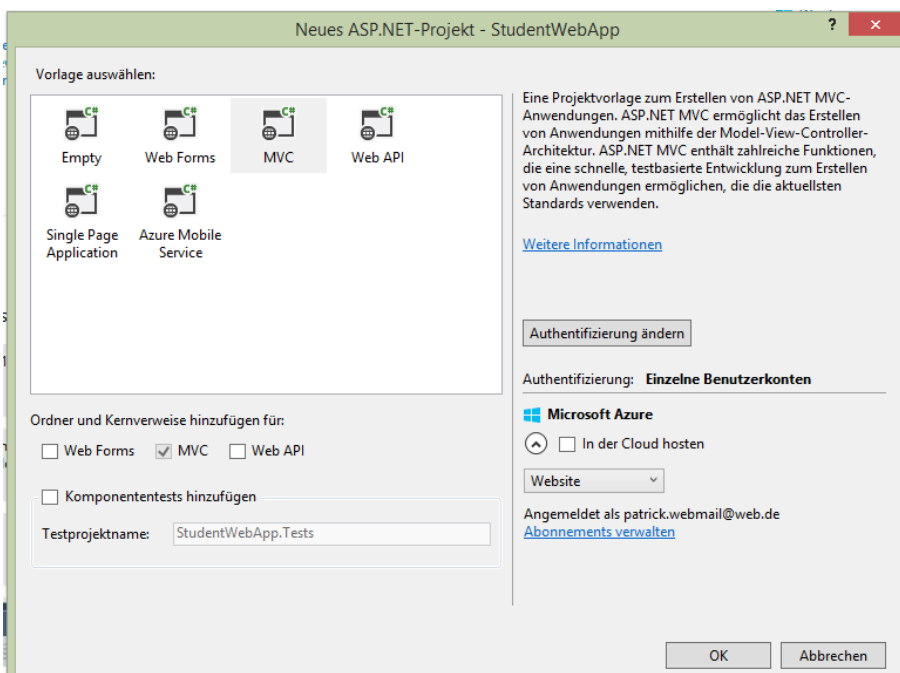 Neues ASP.NET-Projekt - StudentWebApp
?
Vorlage auswählen:
C# C# C# C#
Empty Web Forms MVC Web API
C# C#
Single Page Azure Mobile
Application Service
Ordner und Kernverweise hinzufügen für:
Web Forms MVC Web API
Komponententests hinzufügen
Testprojektname: StudentWebApp.Tests
Eine Projektvorlage zum Erstellen von ASP.NET MVC-
Anwendungen. ASP.NET MVC ermöglicht das Erstellen
von Anwendungen mithilfe der Model-View-Controller-
Architektur. ASP.NET MVC enthält zahlreiche Funktionen,
die eine schnelle, testbasierte Entwicklung zum Erstellen
von Anwendungen ermöglichen, die die aktuellsten
Standards verwenden.
Weitere Informationen
Authentifizierung ändern
Authentifizierung: Einzelne Benutzerkonten
Microsoft Azure
In der Cloud hosten
Website
Angemeldet als patrick.webmail@web.de
Abonnements verwalten
OK Abbrechen